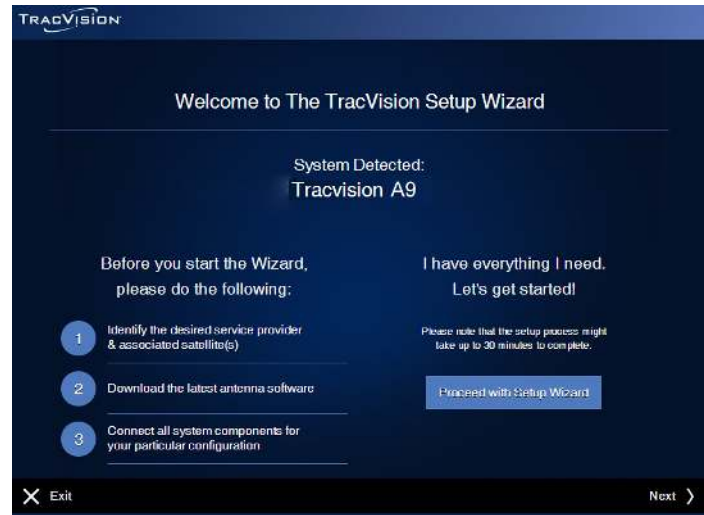 TRACVISION
Welcome to The TracVision Setup Wizard
System Detected:
Tracvision A9
Before you start the Wizard,
please do the following:
1
Identify the desired service provider
& associated satellite(s)
2
Download the latest antenna software
3
Connect all system components for
your particular configuration
I have everything I need.
Let's get started!
Please note that the setup process might
take up to 30 minutes to complete.
Proceed with Setup Wizard
Exit
Next